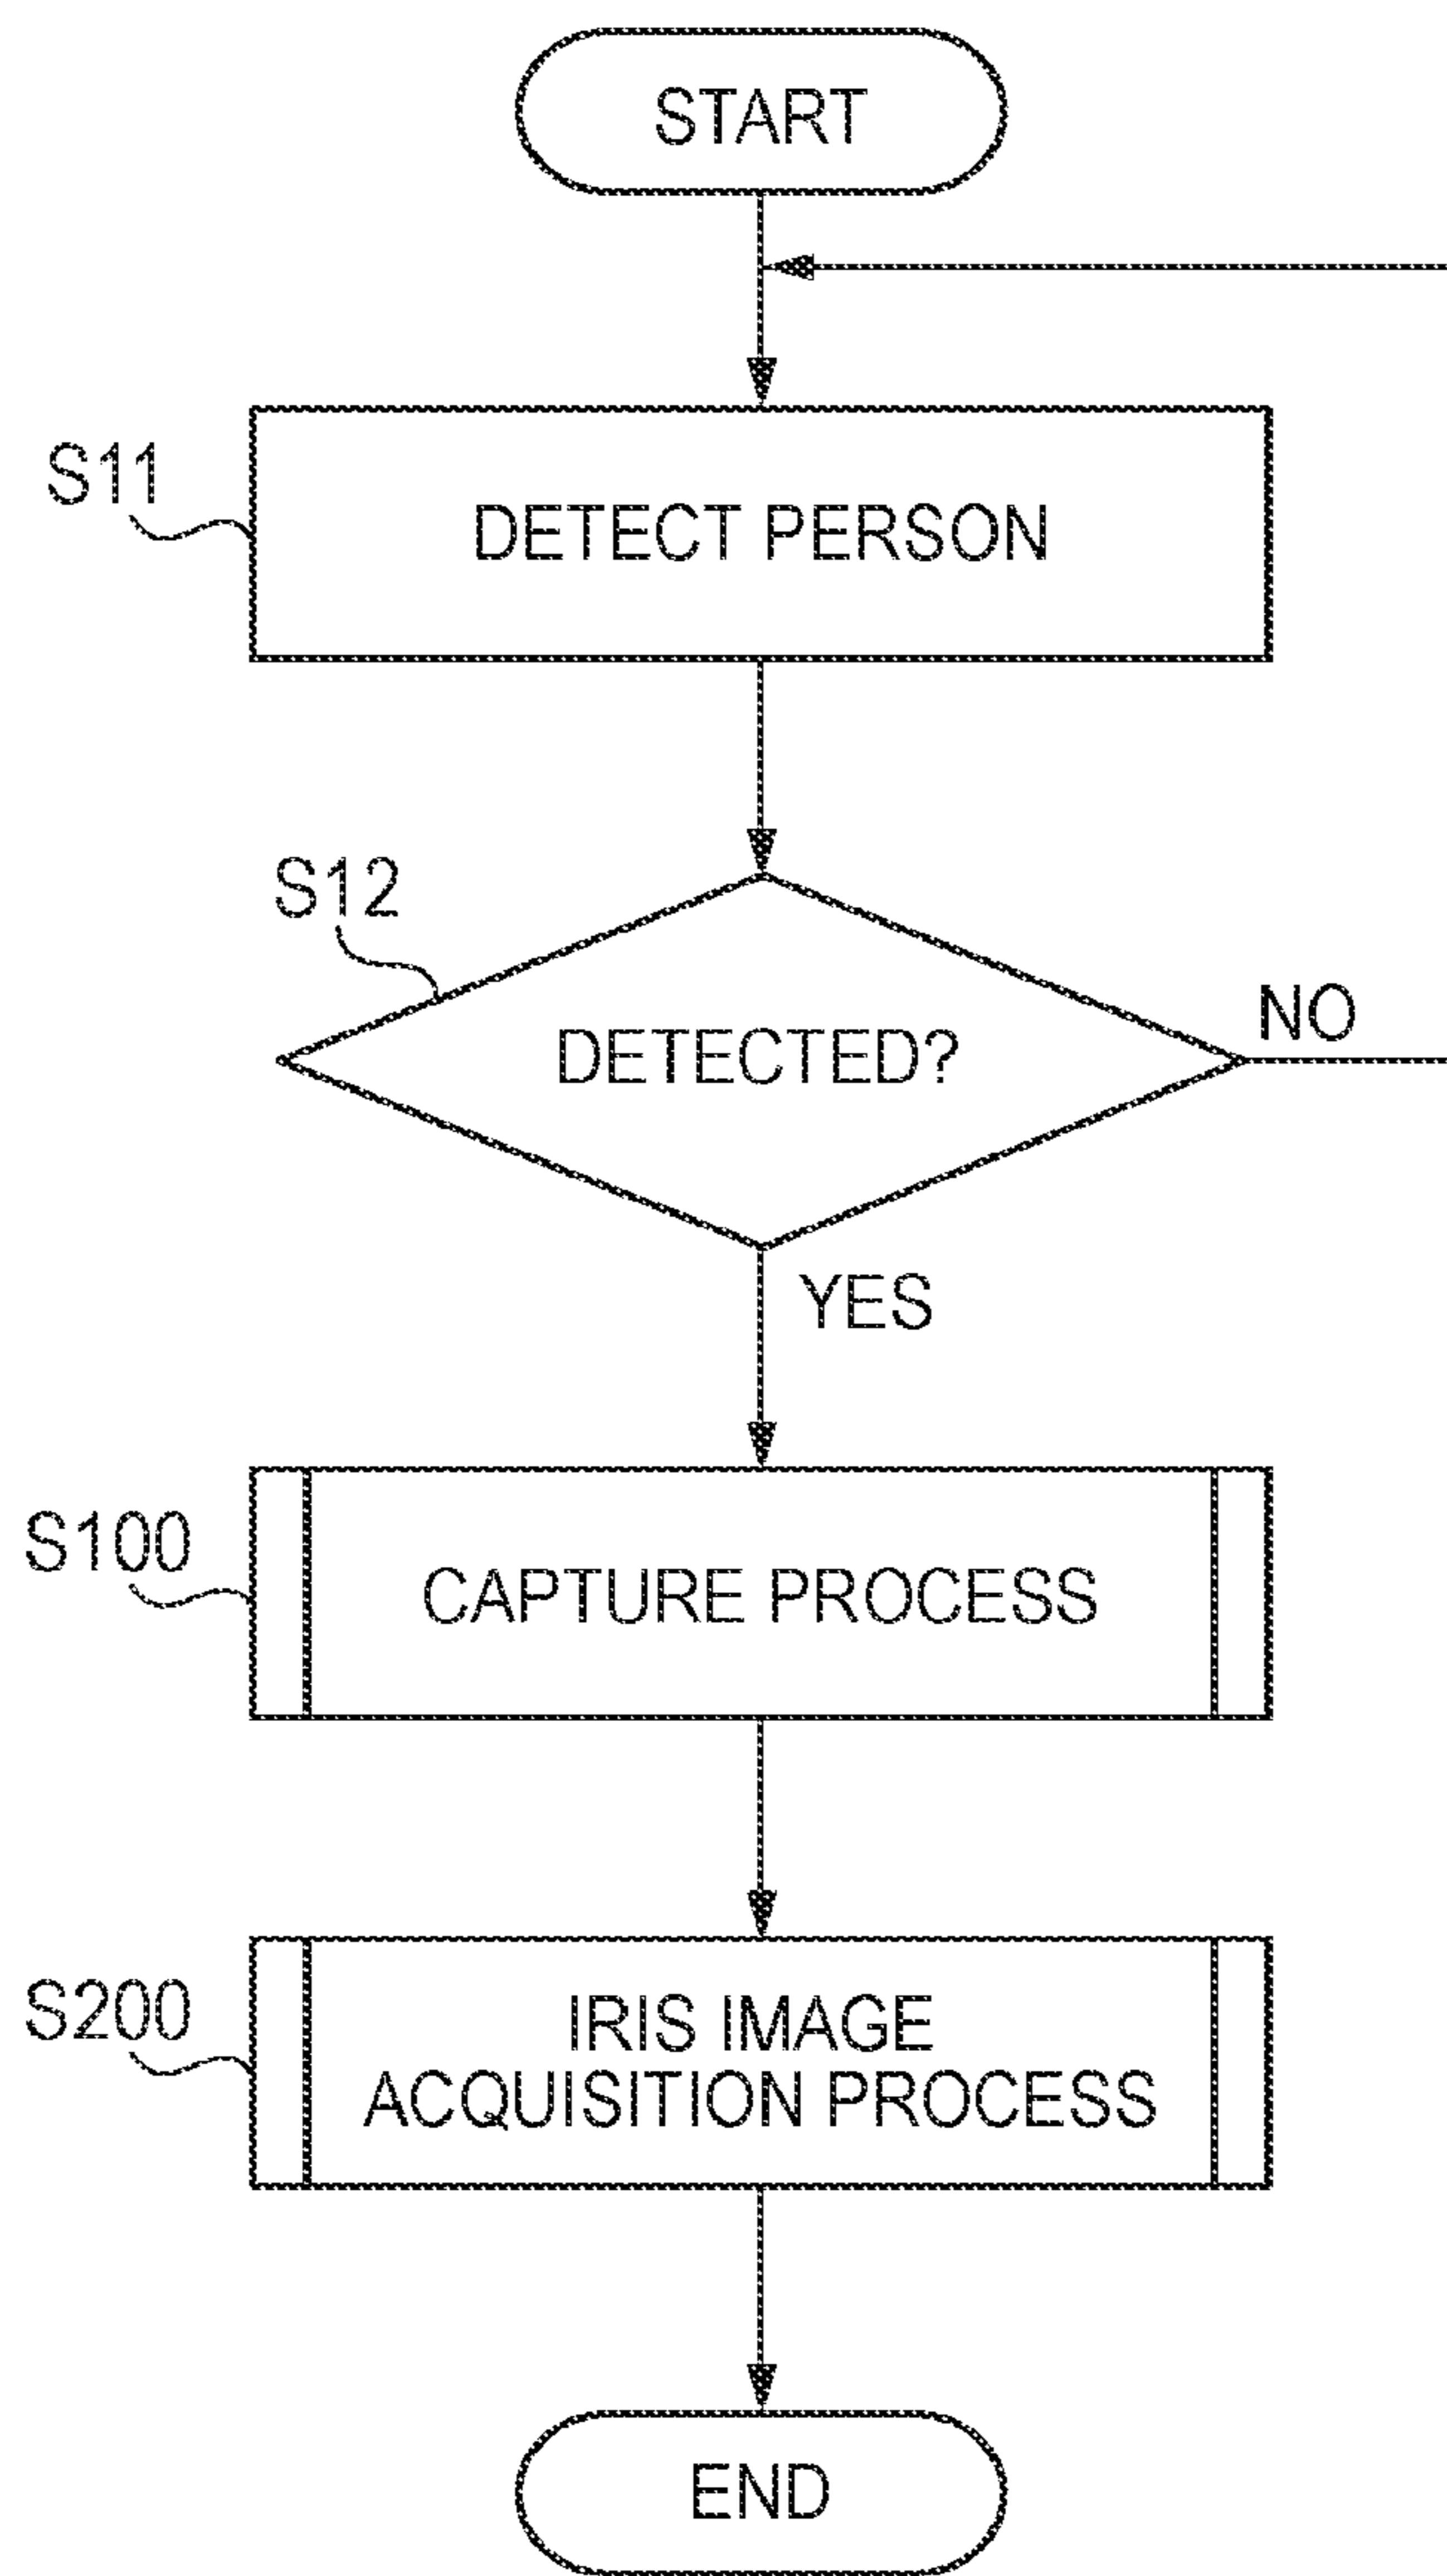 START
S11
DETECT PERSON
S12
DETECTED?
NO
YES
S100
CAPTURE PROCESS
S200
IRIS IMAGE
ACQUISITION PROCESS
END